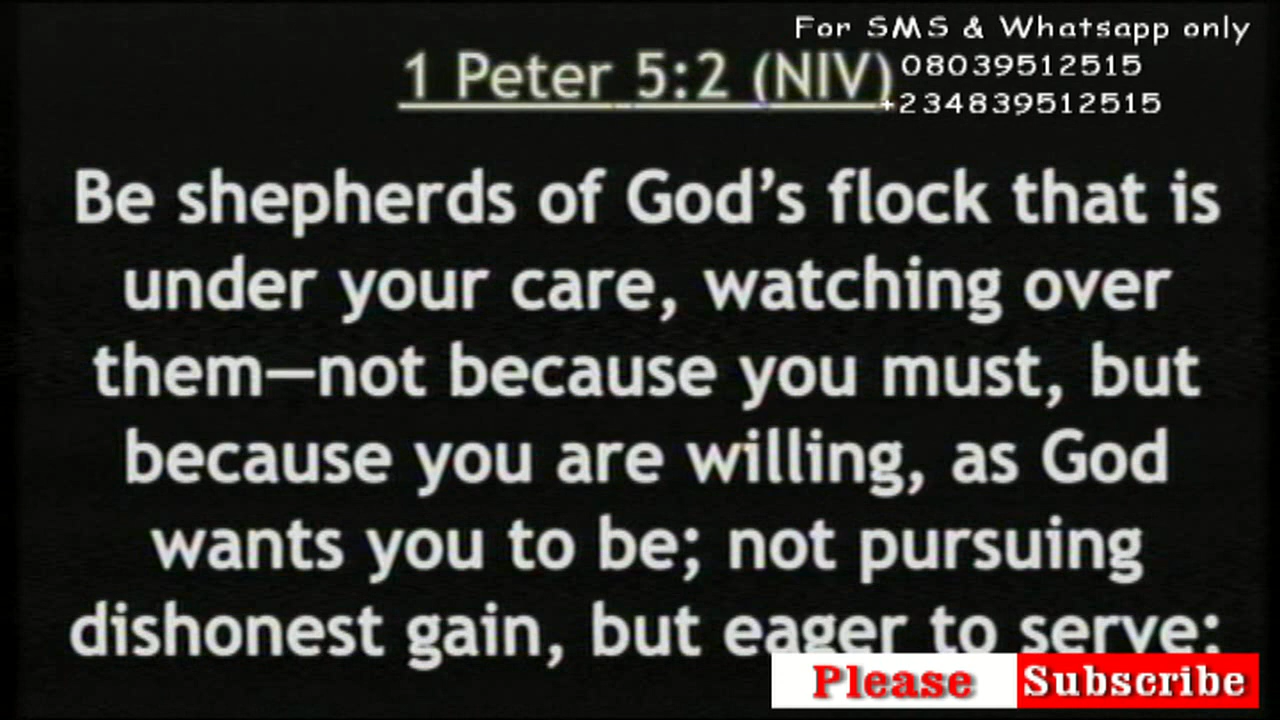 For SMS & Whatsapp only
1 Peter 5:2 (NIV) 08039512515
+234839512515
Be shepherds of God's flock that is
under your care, watching over
them—not because you must, but
because you are willing, as God
wants you to be; not pursuing
dishonest gain, but eager to serve;
Please Subscribe